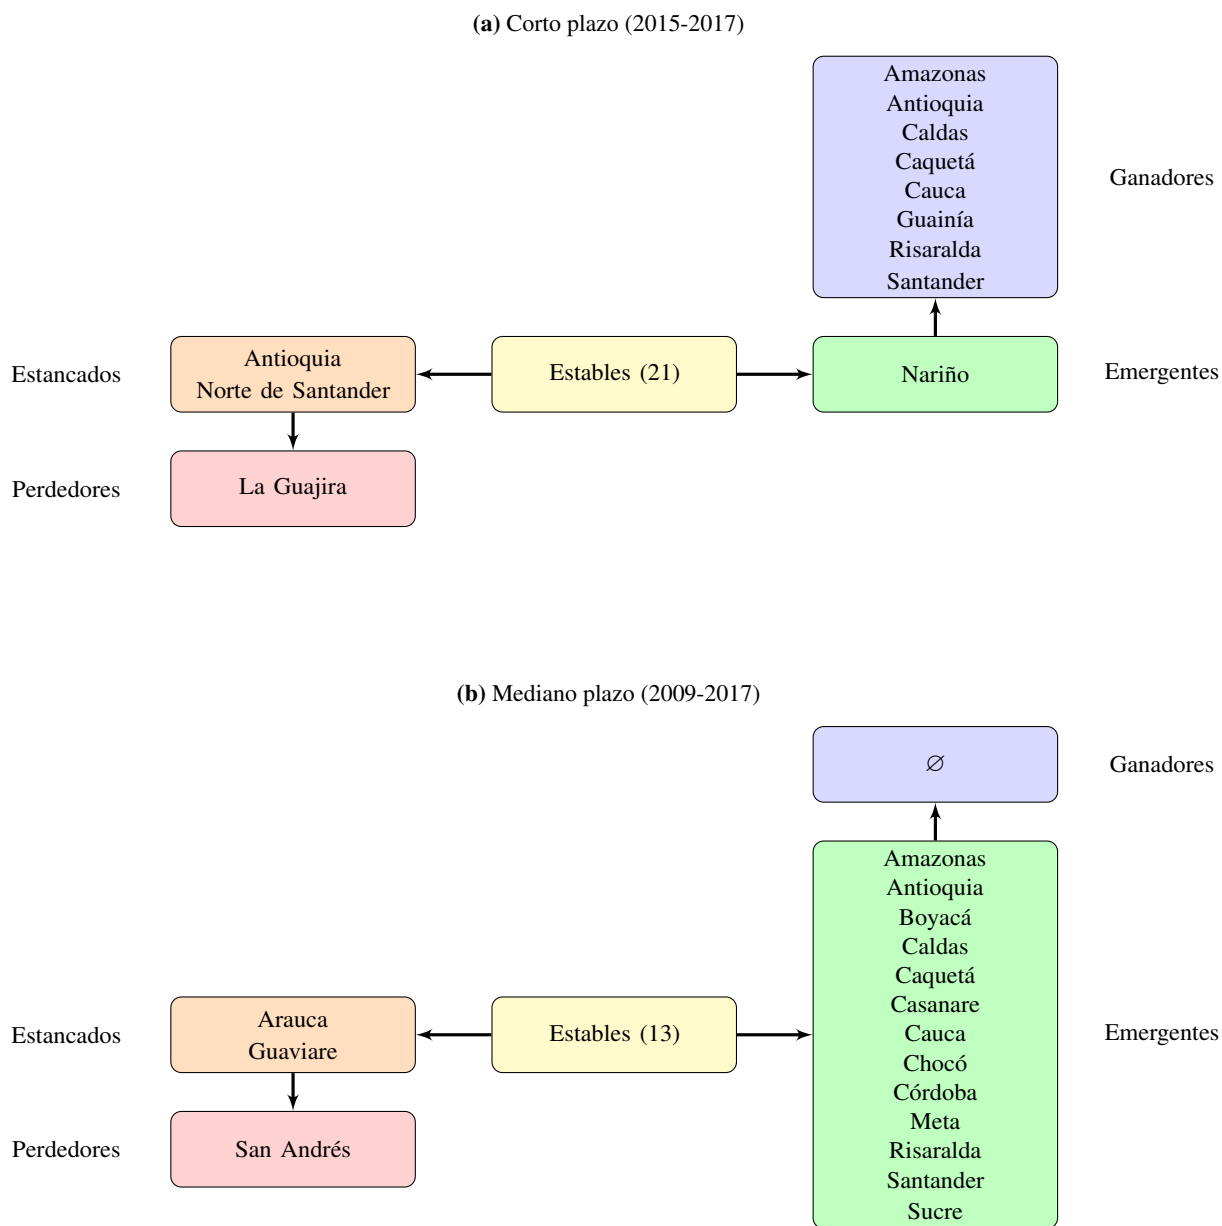 (a) Corto plazo (2015-2017)
Amazonas
Antioquia
Caldas
Caquetá
Cauca
Guainía
Risaralda
Santander
Ganadores
Estancados
Antioquia
Norte de Santander
Estables (21)
Nariño
Emergentes
Perdedores
La Guajira
(b) Mediano plazo (2009-2017)
∅
Ganadores
Amazonas
Antioquia
Boyacá
Caldas
Caquetá
Casanare
Cauca
Chocó
Córdoba
Meta
Risaralda
Santander
Sucre
Estancados
Arauca
Guaviare
Estables (13)
Emergentes
Perdedores
San Andrés